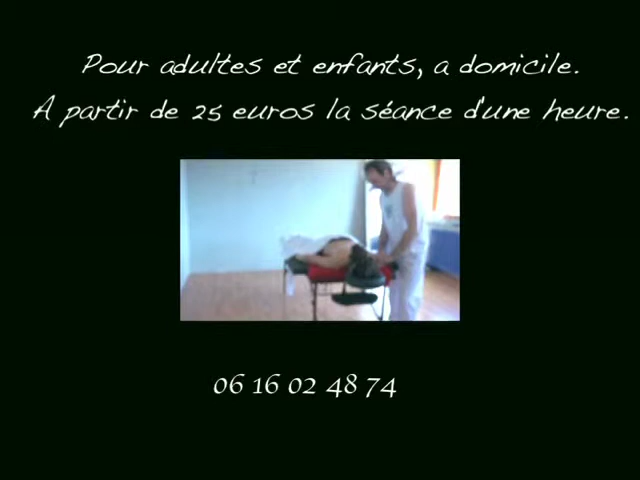 Pour adultes et enfants, a domicile.
A partir de 25 euros la séance d'une heure.
06 16 02 48 74